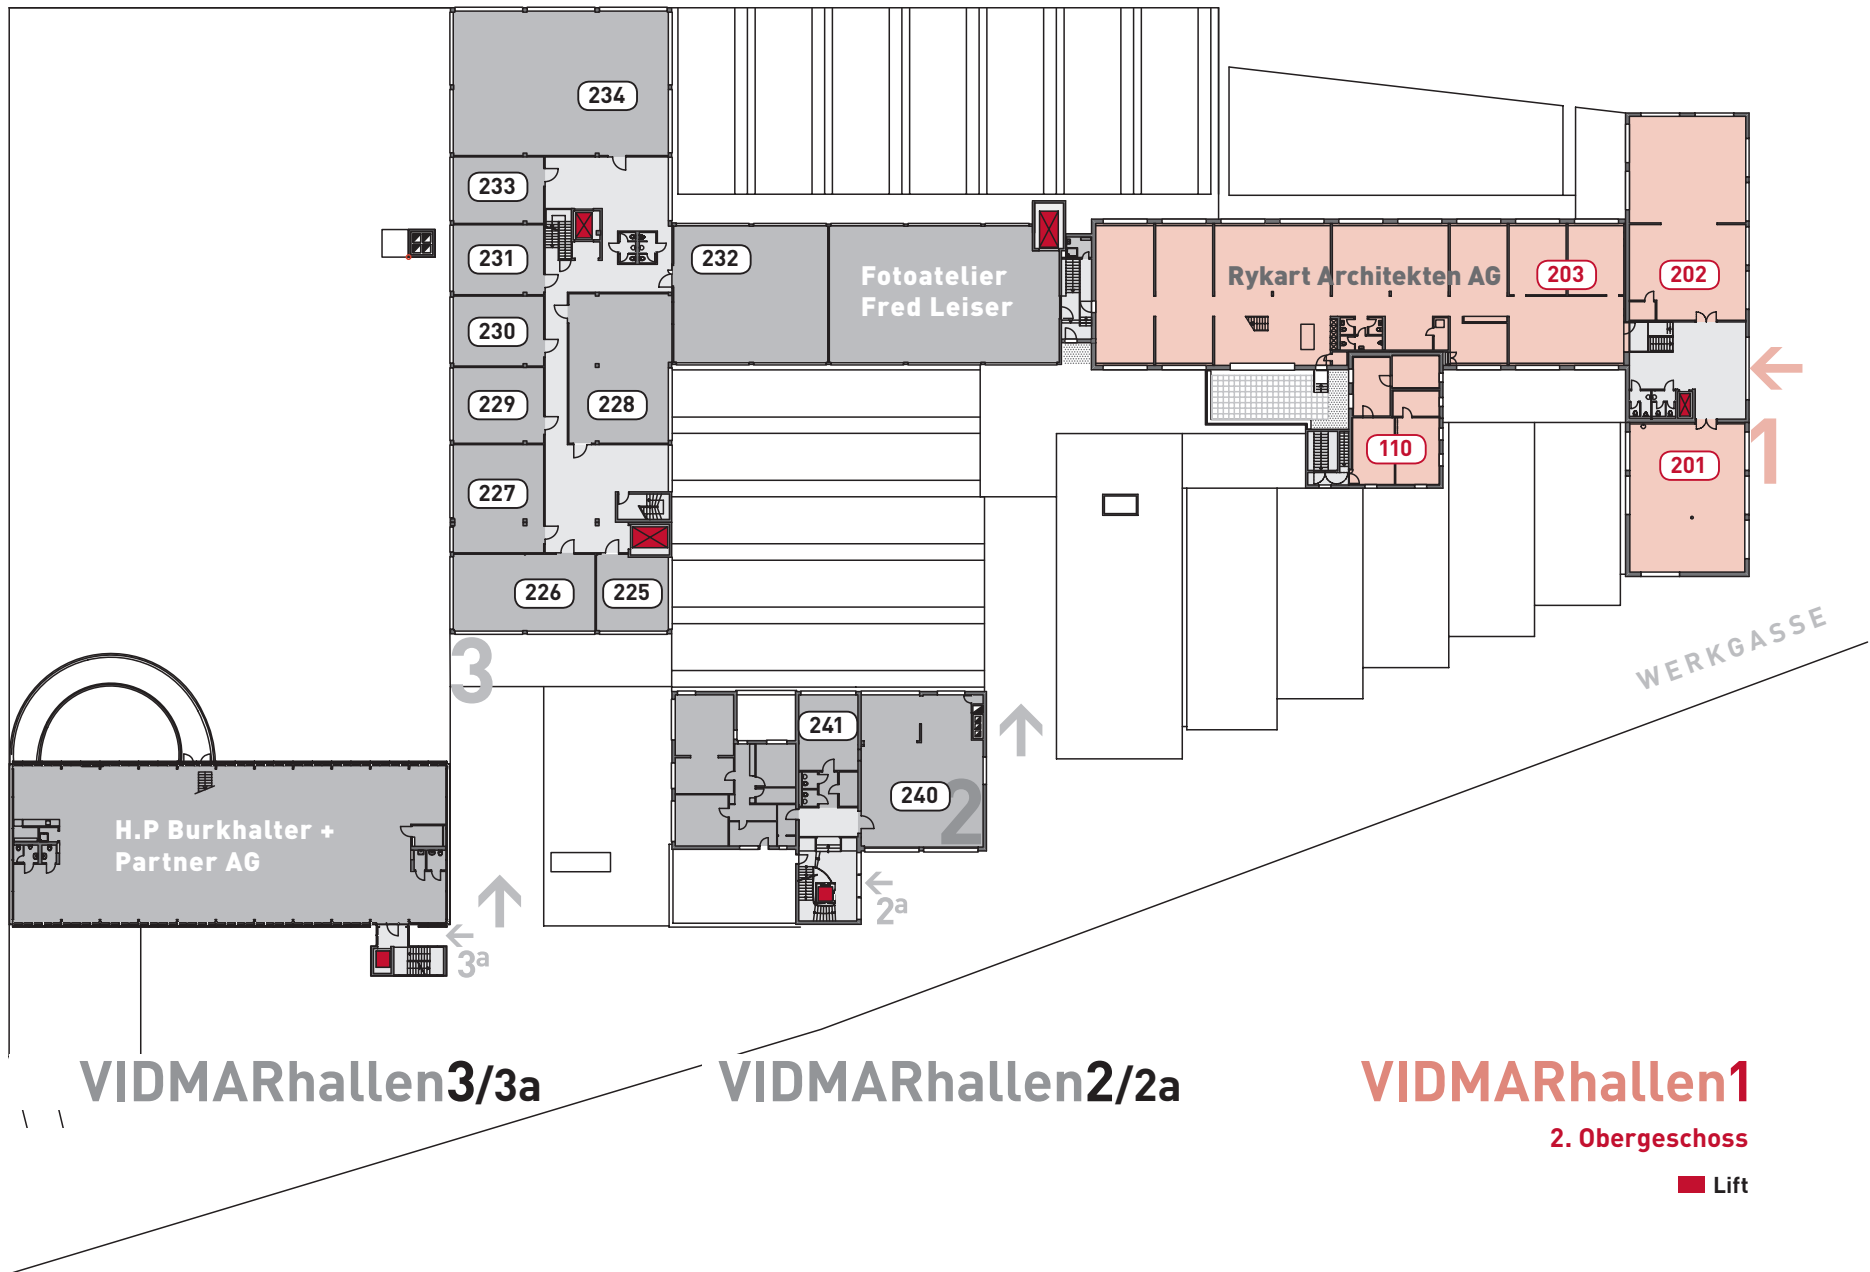 234
233
231
232
Fotoatelier
Fred Leiser
Rykart Architekten AG
203
202
230
229
228
110
201
1
227
226
225
3
WERKGASSE
241
240
2
H.P Burkhalter +
Partner AG
2a
3a
VIDMARhallen3/3a
VIDMARhallen2/2a
VIDMARhallen1
2. Obergeschoss
Lift